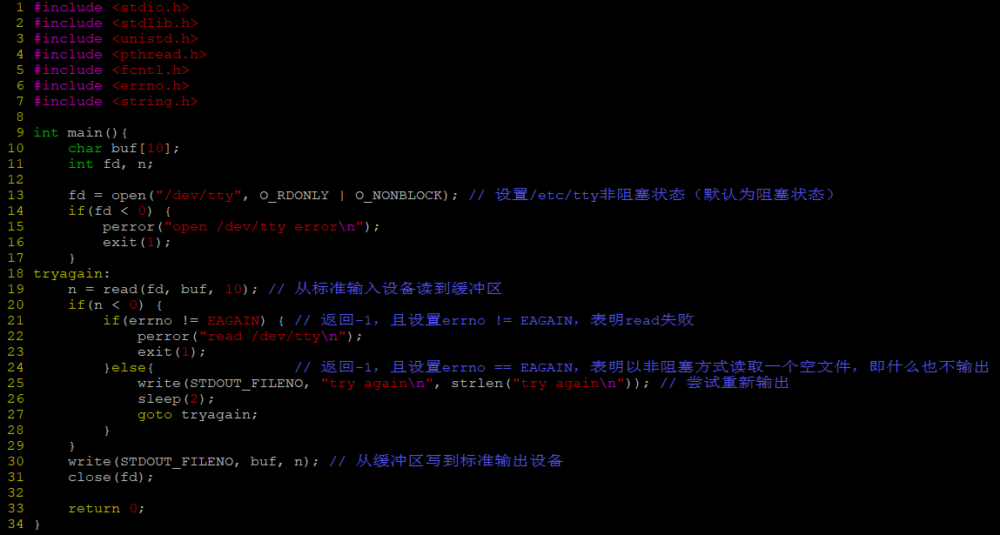 1 #include <stdio.h>
2 #include <stdlib.h>
3 #include <unistd.h>
4 #include <pthread.h>
5 #include <fcntl.h>
6 #include <errno.h>
7 #include <string.h>
8
9 int main(){
10     char buf[10];
11     int fd, n;
12
13     fd = open("/dev/tty", O_RDONLY | O_NONBLOCK); // 设置/etc/tty非阻塞状态（默认为阻塞状态）
14     if(fd < 0) {
15         perror("open /dev/tty error\n");
16         exit(1);
17     }
18 tryagain:
19     n = read(fd, buf, 10); // 从标准输入设备读到缓冲区
20     if(n < 0) {
21         if(errno != EAGAIN) { // 返回-1，且设置errno != EAGAIN，表明read失败
22             perror("read /dev/tty\n");
23             exit(1);
24         }else{                // 返回-1，且设置errno == EAGAIN，表明以非阻塞方式读取一个空文件，即什么也不输出
25             write(STDOUT_FILENO, "try again\n", strlen("try again\n")); // 尝试重新输出
26             sleep(2);
27             goto tryagain;
28         }
29     }
30     write(STDOUT_FILENO, buf, n); // 从缓冲区写到标准输出设备
31     close(fd);
32
33     return 0;
34 }